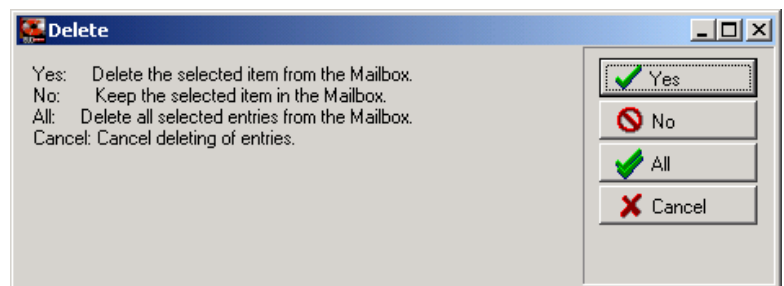 Delete
Yes: Delete the selected item from the Mailbox.
No: Keep the selected item in the Mailbox.
All: Delete all selected entries from the Mailbox.
Cancel: Cancel deleting of entries.
Yes
No
All
Cancel